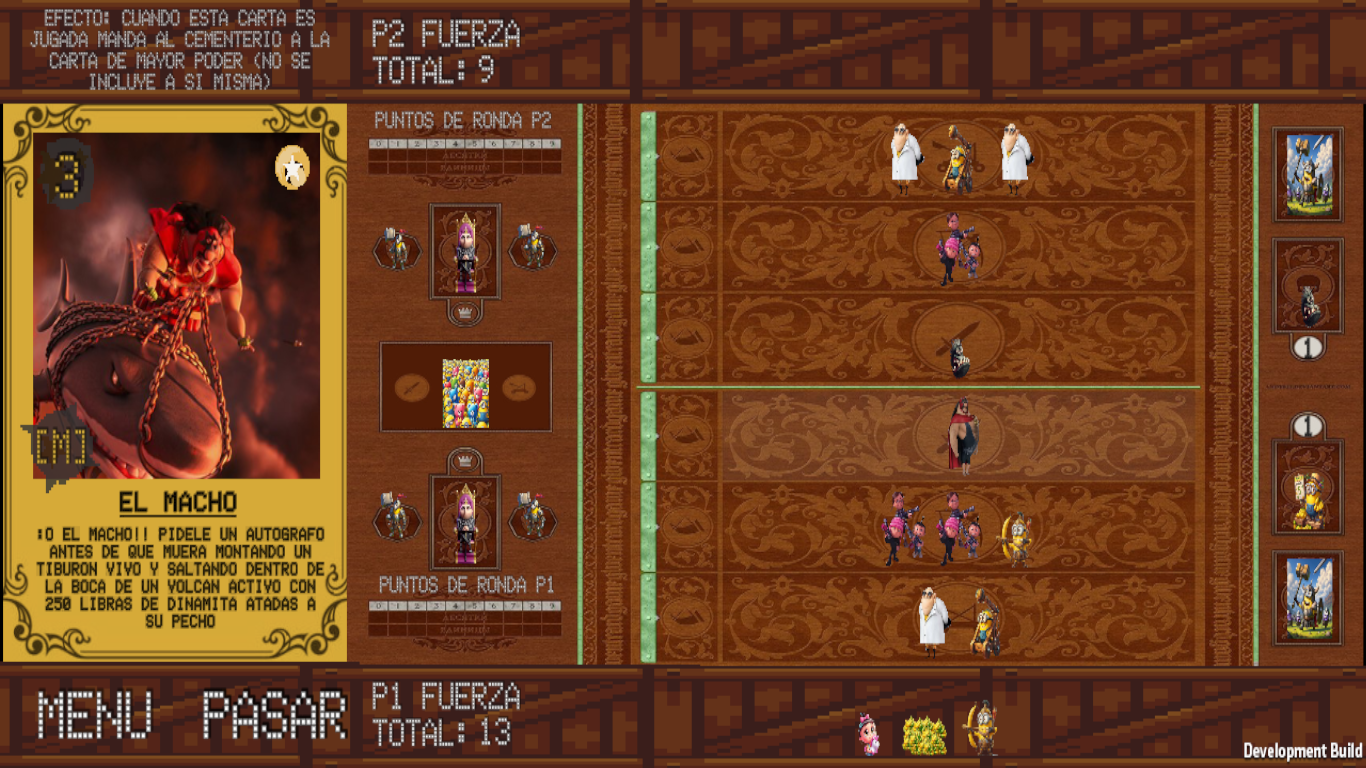 EFECTO: CUANDO ESTA CARTA ES
JUGADA MANDA AL CEMENTERIO A LA
CARTA DE MAYOR PODER (NO SE
INCLUYE A SI MISMA)
P2 FUERZA
TOTAL: 9
3
[M]
EL MACHO
:O EL MACHO!! PIDELE UN AUTOGRAFO
ANTES DE QUE MUERA MONTANDO UN
TIBURON VIVO Y SALTANDO DENTRO DE
LA BOCA DE UN VOLCAN ACTIVO CON
250 LIBRAS DE DINAMITA ATADAS A
SU PECHO
PUNTOS DE RONDA P2
0 1 2 3 4 5 6 7 8 9
PUNTOS DE RONDA P1
0 1 2 3 4 5 6 7 8 9
1
1
MENU PASAR
P1 FUERZA
TOTAL: 13
Development Build